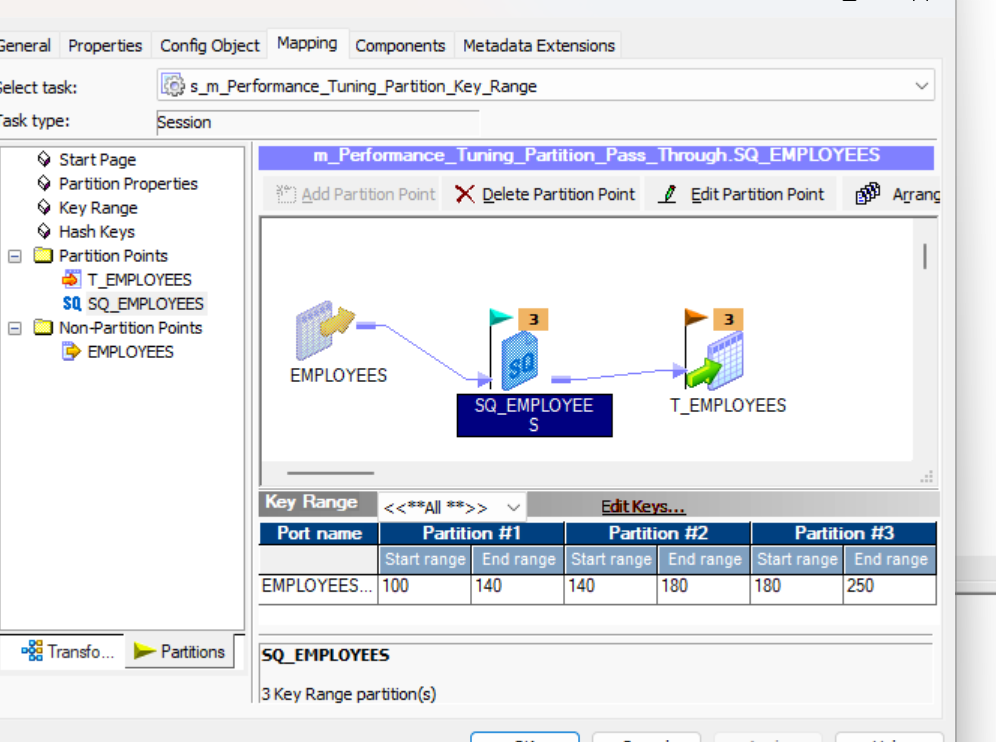 General Properties Config Object Mapping Components Metadata Extensions
Select task: s_m_Performance_Tuning_Partition_Key_Range
Task type: Session
Start Page
Partition Properties
Key Range
Hash Keys
Partition Points
T_EMPLOYEES
SQ SQ_EMPLOYEES
Non-Partition Points
EMPLOYEES
Transfo... Partitions
m_Performance_Tuning_Partition_Pass_Through.SQ_EMPLOYEES
Add Partition Point Delete Partition Point Edit Partition Point Arrang
3 3
SQ
EMPLOYEES
SQ_EMPLOYEE
S
T_EMPLOYEES
Key Range <<**All **>> Edit Keys...
Port name Partition #1 Partition #2 Partition #3
Start range End range Start range End range Start range End range
EMPLOYEES... 100 140 140 180 180 250
SQ_EMPLOYEES
3 Key Range partition(s)